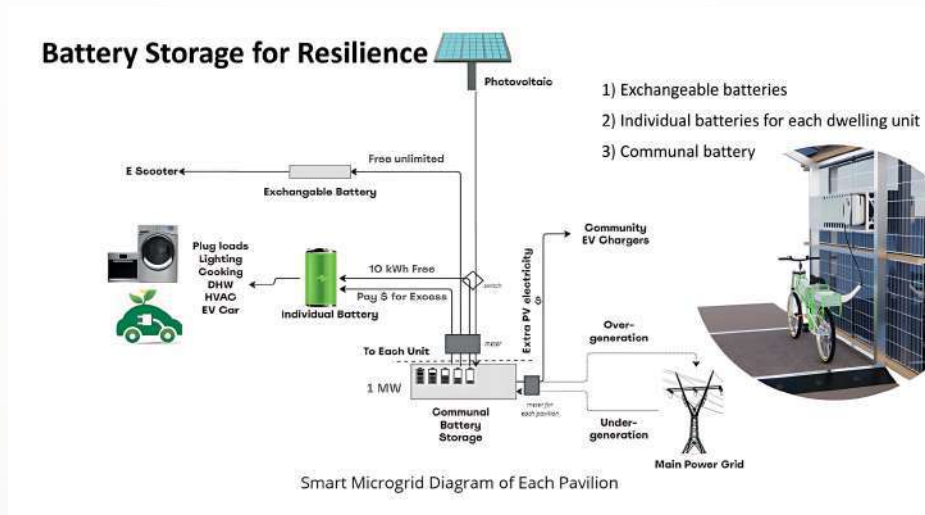 Battery Storage for Resilience
Photovoltaic
1) Exchangeable batteries
2) Individual batteries for each dwelling unit
3) Communal battery
Free unlimited
E Scooter
Exchangable Battery
Community
EV Chargers
Plug loads
Lighting
Cooking
DHW
HVAC
EV Car
10 kWh Free
switch
Pay $ for Excess
Individual Battery
Extra PV electricity
$
Over-
generation
To Each Unit
meter
1 MW
meter for
each pavilion
Communal
Battery
Storage
Under-
generation
Main Power Grid
Smart Microgrid Diagram of Each Pavilion